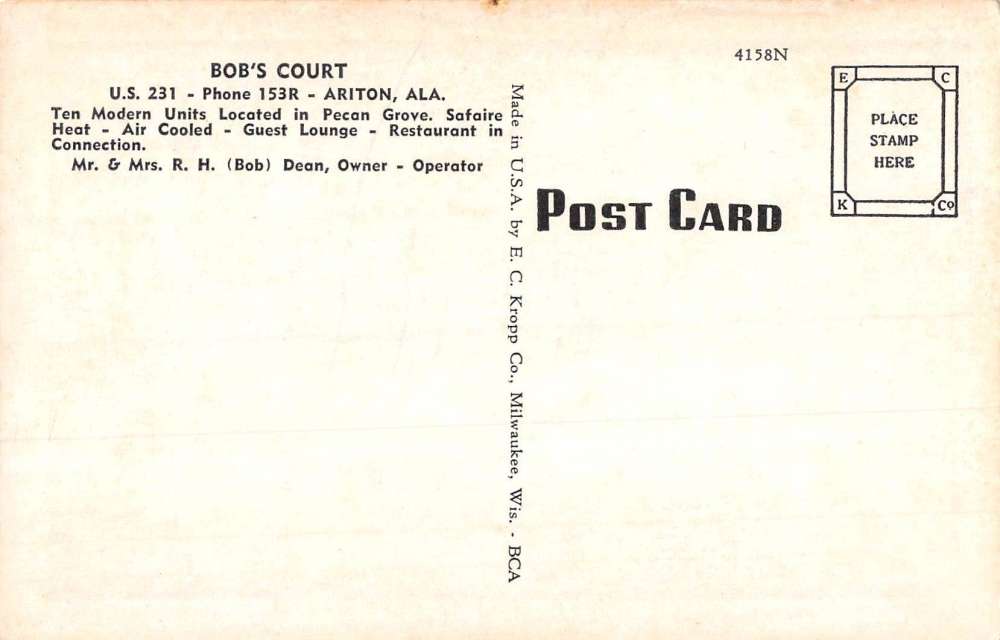 BOB'S COURT
U.S. 231 - Phone 153R - ARITON, ALA.
Ten Modern Units Located in Pecan Grove. Safaire
Heat - Air Cooled - Guest Lounge - Restaurant in
Connection.
Mr. & Mrs. R. H. (Bob) Dean, Owner - Operator
Made in U.S.A. by E. C. Kropp Co., Milwaukee, Wis. - BCA
4158N
POST CARD
E C
PLACE
STAMP
HERE
K Co